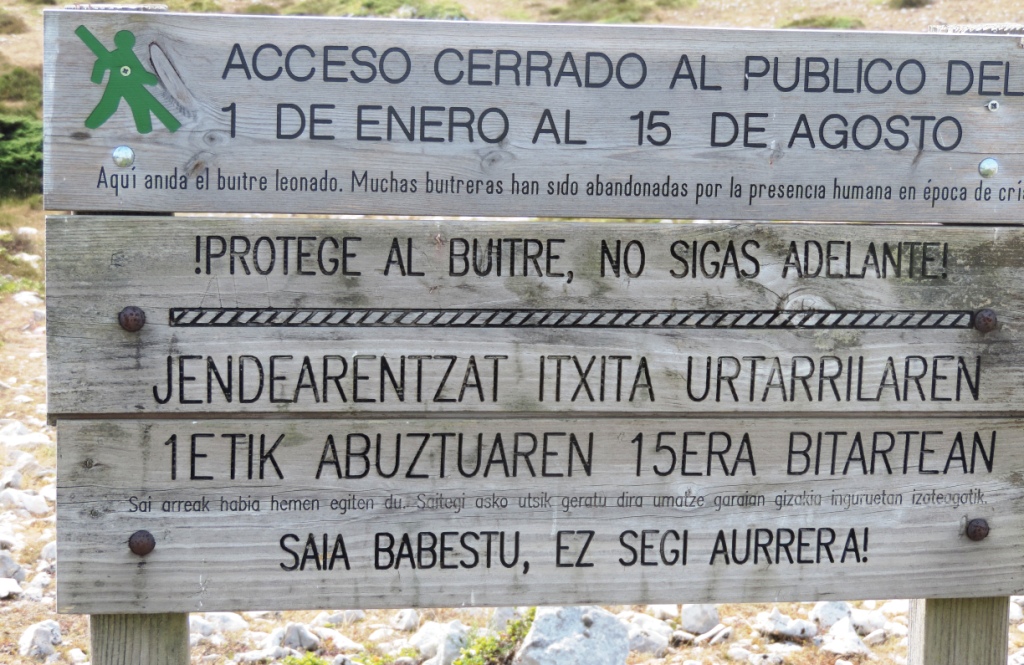 ACCESO CERRADO AL PUBLICO DEL
1 DE ENERO AL 15 DE AGOSTO
Aquí anida el buitre leonado. Muchas buitreras han sido abandonadas por la presencia humana en época de cría
!PROTEGE AL BUITRE, NO SIGAS ADELANTE!
JENDEARENTZAT ITXITA URTARRILAREN
1ETIK ABUZTUAREN 15ERA BITARTEAN
Sai arreak habia hemen egiten du. Saitegi asko utsik geratu dira umatze garaian gizakia inguruetan izateagatik.
SAIA BABESTU, EZ SEGI AURRERA!